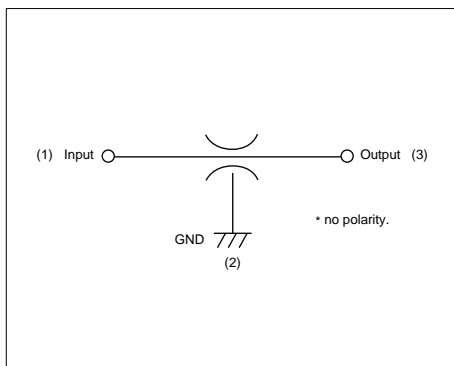 (1) Input Output (3)
* no polarity.
GND
(2)